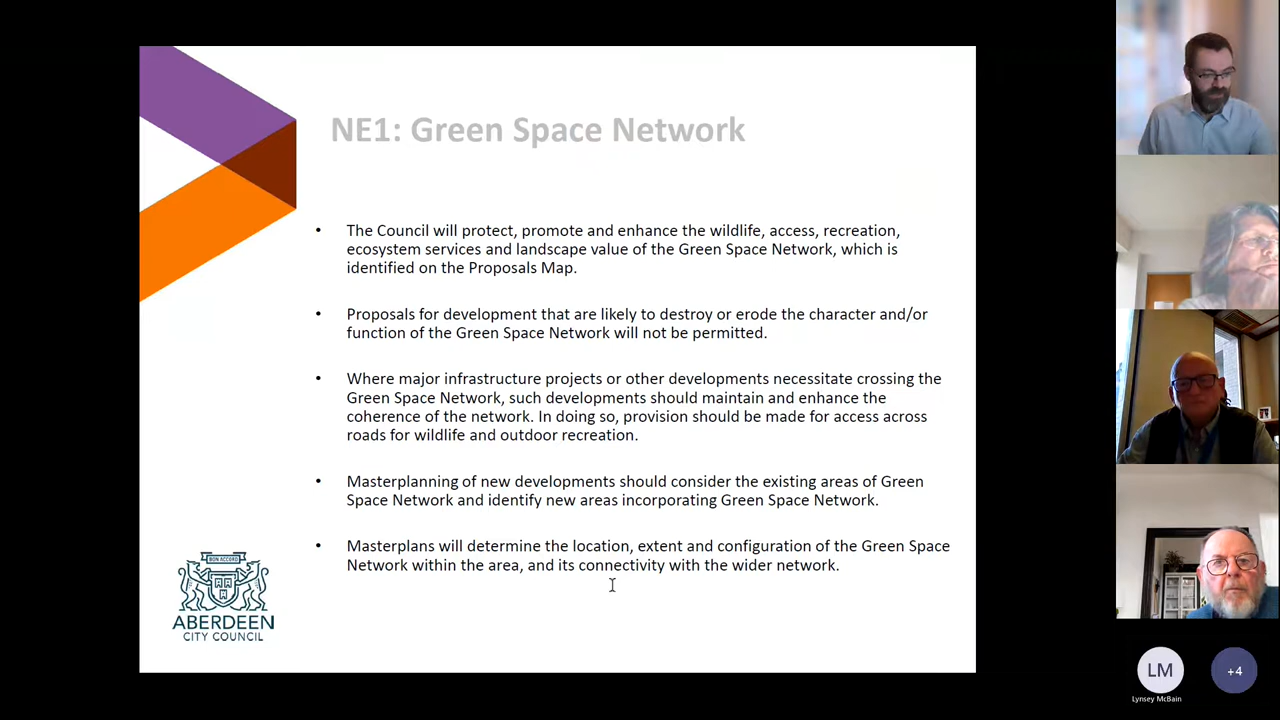 NE1: Green Space Network
• The Council will protect, promote and enhance the wildlife, access, recreation,
ecosystem services and landscape value of the Green Space Network, which is
identified on the Proposals Map.
• Proposals for development that are likely to destroy or erode the character and/or
function of the Green Space Network will not be permitted.
• Where major infrastructure projects or other developments necessitate crossing the
Green Space Network, such developments should maintain and enhance the
coherence of the network. In doing so, provision should be made for access across
roads for wildlife and outdoor recreation.
• Masterplanning of new developments should consider the existing areas of Green
Space Network and identify new areas incorporating Green Space Network.
• Masterplans will determine the location, extent and configuration of the Green Space
Network within the area, and its connectivity with the wider network.
BON ACCORD
ABERDEEN
CITY COUNCIL
LM
Lynsey McBain
+4